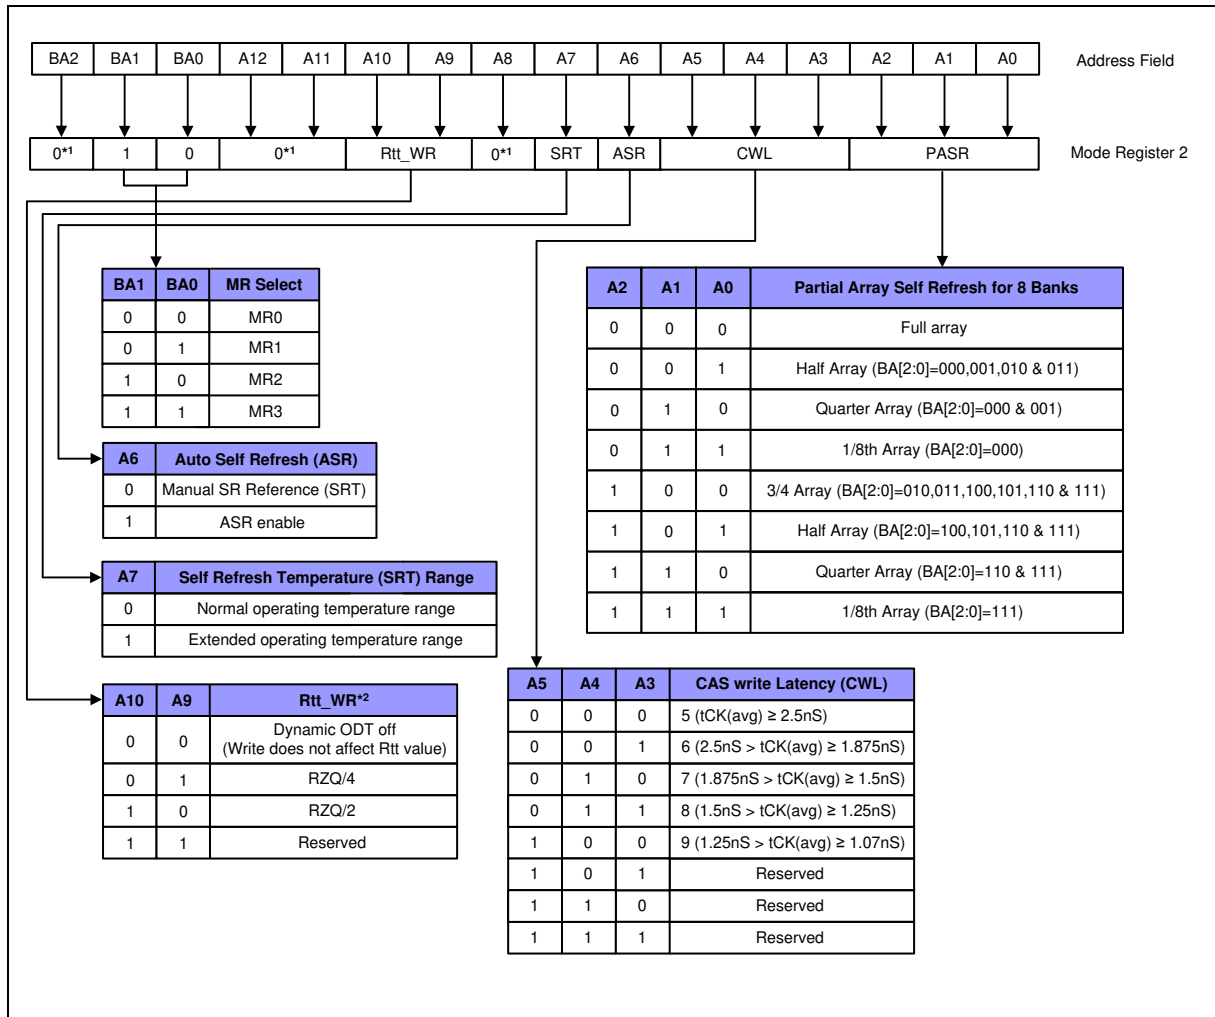 BA2 BA1 BA0 A12 A11 A10 A9 A8 A7 A6 A5 A4 A3 A2 A1 A0 Address Field
0*1 1 0 0*1 Rtt_WR 0*1 SRT ASR CWL PASR Mode Register 2
BA1 BA0 MR Select
0 0 MR0
0 1 MR1
1 0 MR2
1 1 MR3
A6 Auto Self Refresh (ASR)
0 Manual SR Reference (SRT)
1 ASR enable
A7 Self Refresh Temperature (SRT) Range
0 Normal operating temperature range
1 Extended operating temperature range
A10 A9 Rtt_WR*2
0 0 Dynamic ODT off
(Write does not affect Rtt value)
0 1 RZQ/4
1 0 RZQ/2
1 1 Reserved
A2 A1 A0 Partial Array Self Refresh for 8 Banks
0 0 0 Full array
0 0 1 Half Array (BA[2:0]=000,001,010 & 011)
0 1 0 Quarter Array (BA[2:0]=000 & 001)
0 1 1 1/8th Array (BA[2:0]=000)
1 0 0 3/4 Array (BA[2:0]=010,011,100,101,110 & 111)
1 0 1 Half Array (BA[2:0]=100,101,110 & 111)
1 1 0 Quarter Array (BA[2:0]=110 & 111)
1 1 1 1/8th Array (BA[2:0]=111)
A5 A4 A3 CAS write Latency (CWL)
0 0 0 5 (tCK(avg) ≥ 2.5nS)
0 0 1 6 (2.5nS > tCK(avg) ≥ 1.875nS)
0 1 0 7 (1.875nS > tCK(avg) ≥ 1.5nS)
0 1 1 8 (1.5nS > tCK(avg) ≥ 1.25nS)
1 0 0 9 (1.25nS > tCK(avg) ≥ 1.07nS)
1 0 1 Reserved
1 1 0 Reserved
1 1 1 Reserved